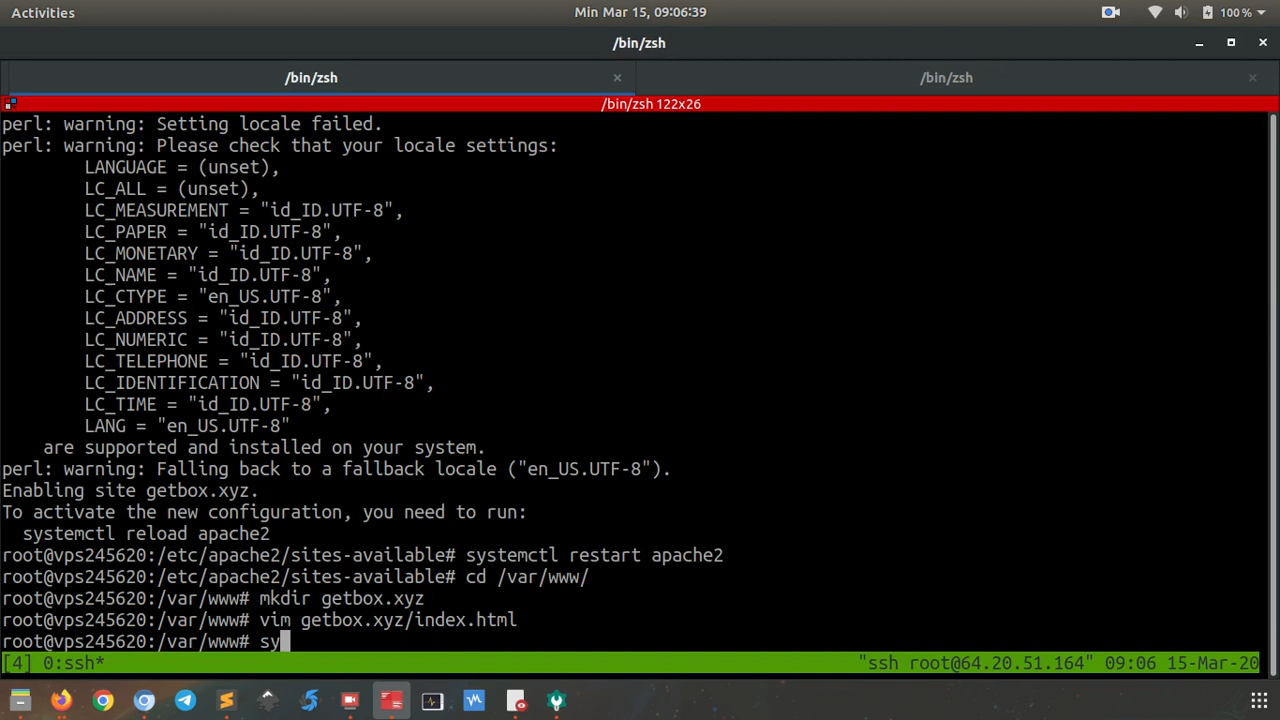 Activities
Min Mar 15, 09:06:39
100 %
/bin/zsh
/bin/zsh
/bin/zsh
/bin/zsh 122x26
perl: warning: Setting locale failed.
perl: warning: Please check that your locale settings:
LANGUAGE = (unset),
LC_ALL = (unset),
LC_MEASUREMENT = "id_ID.UTF-8",
LC_PAPER = "id_ID.UTF-8",
LC_MONETARY = "id_ID.UTF-8",
LC_NAME = "id_ID.UTF-8",
LC_CTYPE = "en_US.UTF-8",
LC_ADDRESS = "id_ID.UTF-8",
LC_NUMERIC = "id_ID.UTF-8",
LC_TELEPHONE = "id_ID.UTF-8",
LC_IDENTIFICATION = "id_ID.UTF-8",
LC_TIME = "id_ID.UTF-8",
LANG = "en_US.UTF-8"
are supported and installed on your system.
perl: warning: Falling back to a fallback locale ("en_US.UTF-8").
Enabling site getbox.xyz.
To activate the new configuration, you need to run:
systemctl reload apache2
root@vps245620:/etc/apache2/sites-available# systemctl restart apache2
root@vps245620:/etc/apache2/sites-available# cd /var/www/
root@vps245620:/var/www# mkdir getbox.xyz
root@vps245620:/var/www# vim getbox.xyz/index.html
root@vps245620:/var/www# sy
[4] 0:ssh* "ssh root@64.20.51.164" 09:06 15-Mar-20